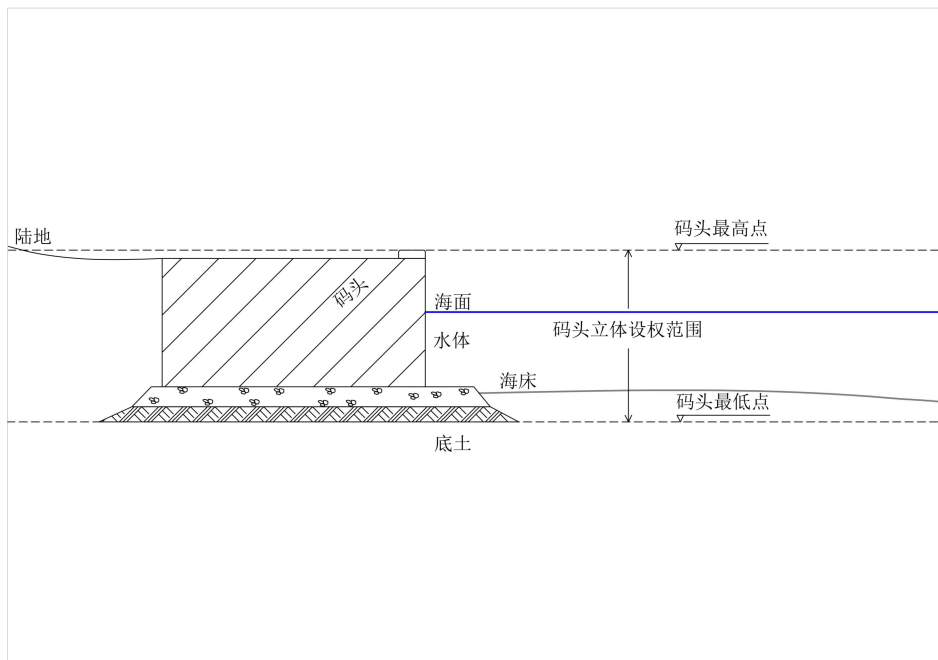 码头最高点
陆地
码头
海面
码头立体设权范围
水体
海床
码头最低点
底土